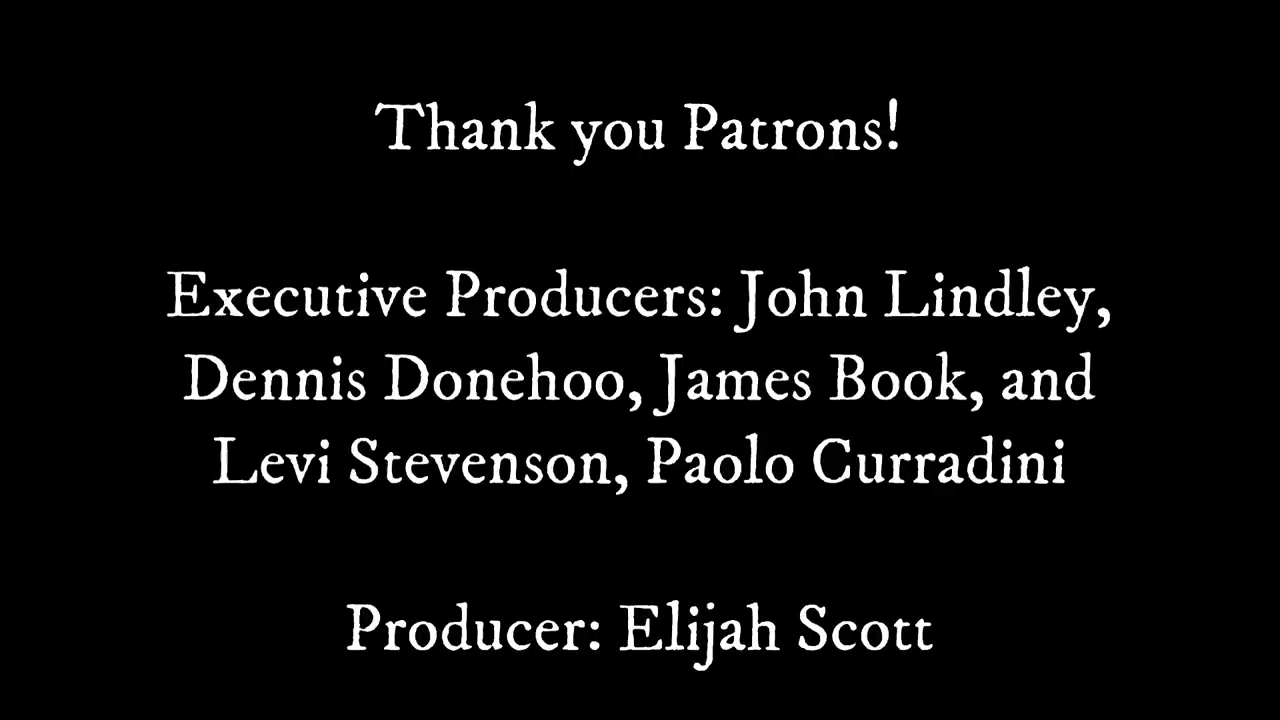 Thank you Patrons!
Executive Producers: John Lindley,
Dennis Donehoo, James Book, and
Levi Stevenson, Paolo Curradini
Producer: Elijah Scott